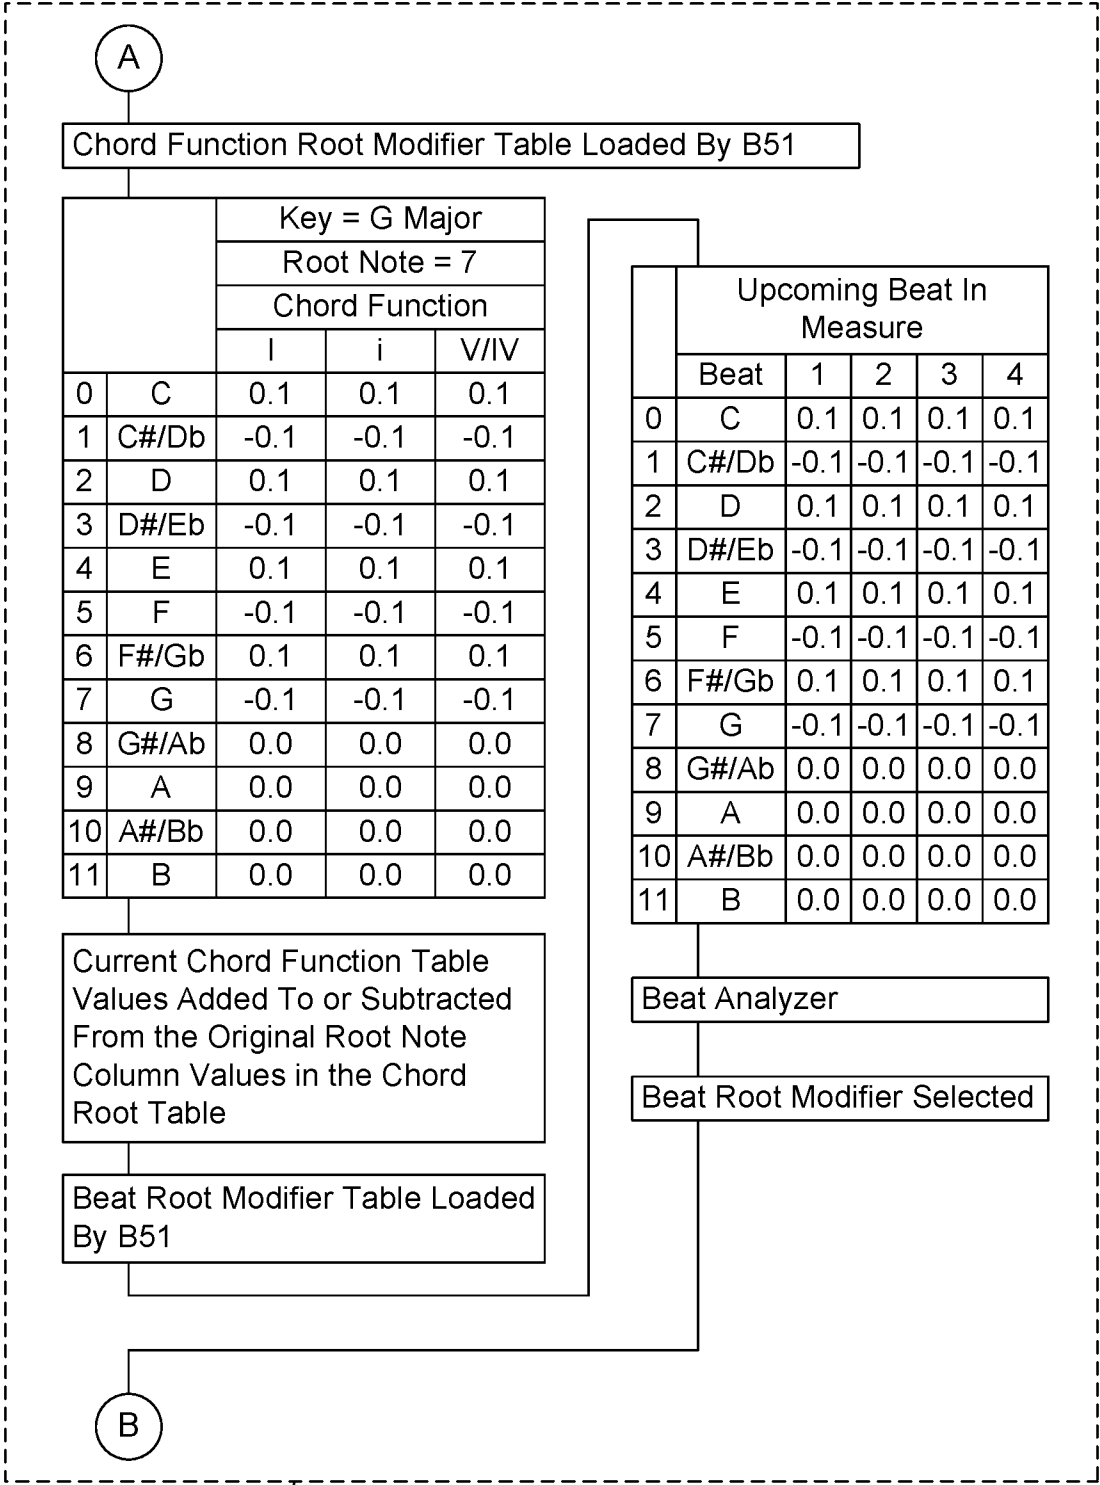 A
Chord Function Root Modifier Table Loaded By B51
Key = G Major
Root Note = 7
Chord Function
I i V/IV
0 C 0.1 0.1 0.1
1 C#/Db -0.1 -0.1 -0.1
2 D 0.1 0.1 0.1
3 D#/Eb -0.1 -0.1 -0.1
4 E 0.1 0.1 0.1
5 F -0.1 -0.1 -0.1
6 F#/Gb 0.1 0.1 0.1
7 G -0.1 -0.1 -0.1
8 G#/Ab 0.0 0.0 0.0
9 A 0.0 0.0 0.0
10 A#/Bb 0.0 0.0 0.0
11 B 0.0 0.0 0.0
Current Chord Function Table
Values Added To or Subtracted
From the Original Root Note
Column Values in the Chord
Root Table
Beat Root Modifier Table Loaded
By B51
Upcoming Beat In
Measure
Beat 1 2 3 4
0 C 0.1 0.1 0.1 0.1
1 C#/Db -0.1 -0.1 -0.1 -0.1
2 D 0.1 0.1 0.1 0.1
3 D#/Eb -0.1 -0.1 -0.1 -0.1
4 E 0.1 0.1 0.1 0.1
5 F -0.1 -0.1 -0.1 -0.1
6 F#/Gb 0.1 0.1 0.1 0.1
7 G -0.1 -0.1 -0.1 -0.1
8 G#/Ab 0.0 0.0 0.0 0.0
9 A 0.0 0.0 0.0 0.0
10 A#/Bb 0.0 0.0 0.0 0.0
11 B 0.0 0.0 0.0 0.0
Beat Analyzer
Beat Root Modifier Selected
B